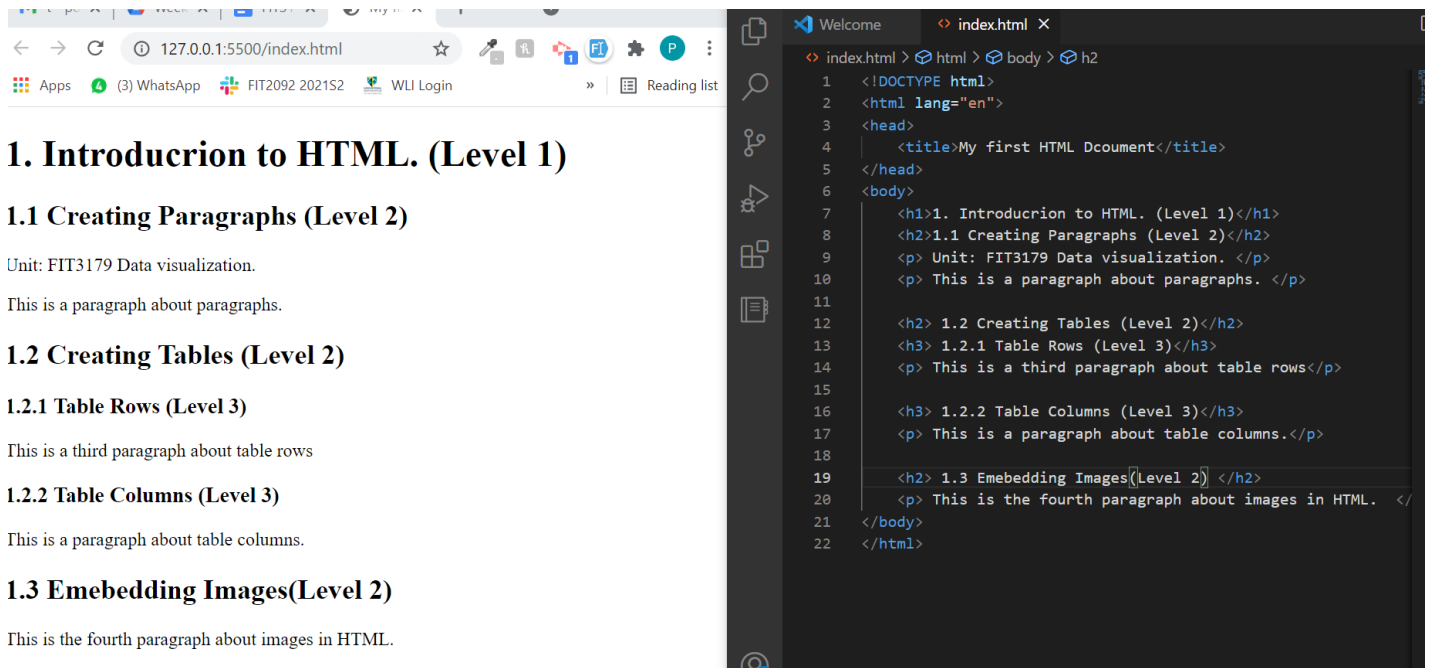 127.0.0.1:5500/index.html
P
1
Apps
(3) WhatsApp
FIT2092 2021S2
WLI Login
»
Reading list
1. Introducrion to HTML. (Level 1)
1.1 Creating Paragraphs (Level 2)
Unit: FIT3179 Data visualization.
This is a paragraph about paragraphs.
1.2 Creating Tables (Level 2)
1.2.1 Table Rows (Level 3)
This is a third paragraph about table rows
1.2.2 Table Columns (Level 3)
This is a paragraph about table columns.
1.3 Emebedding Images(Level 2)
This is the fourth paragraph about images in HTML.
Welcome
<> index.html ×
<> index.html > html > body > h2
1 <!DOCTYPE html>
2 <html lang="en">
3 <head>
4 <title>My first HTML Dcoument</title>
5 </head>
6 <body>
7 <h1>1. Introducrion to HTML. (Level 1)</h1>
8 <h2>1.1 Creating Paragraphs (Level 2)</h2>
9 <p> Unit: FIT3179 Data visualization. </p>
10 <p> This is a paragraph about paragraphs. </p>
11
12 <h2> 1.2 Creating Tables (Level 2)</h2>
13 <h3> 1.2.1 Table Rows (Level 3)</h3>
14 <p> This is a third paragraph about table rows</p>
15
16 <h3> 1.2.2 Table Columns (Level 3)</h3>
17 <p> This is a paragraph about table columns.</p>
18
19 <h2> 1.3 Emebedding Images(Level 2) </h2>
20 <p> This is the fourth paragraph about images in HTML. </
21 </body>
22 </html>